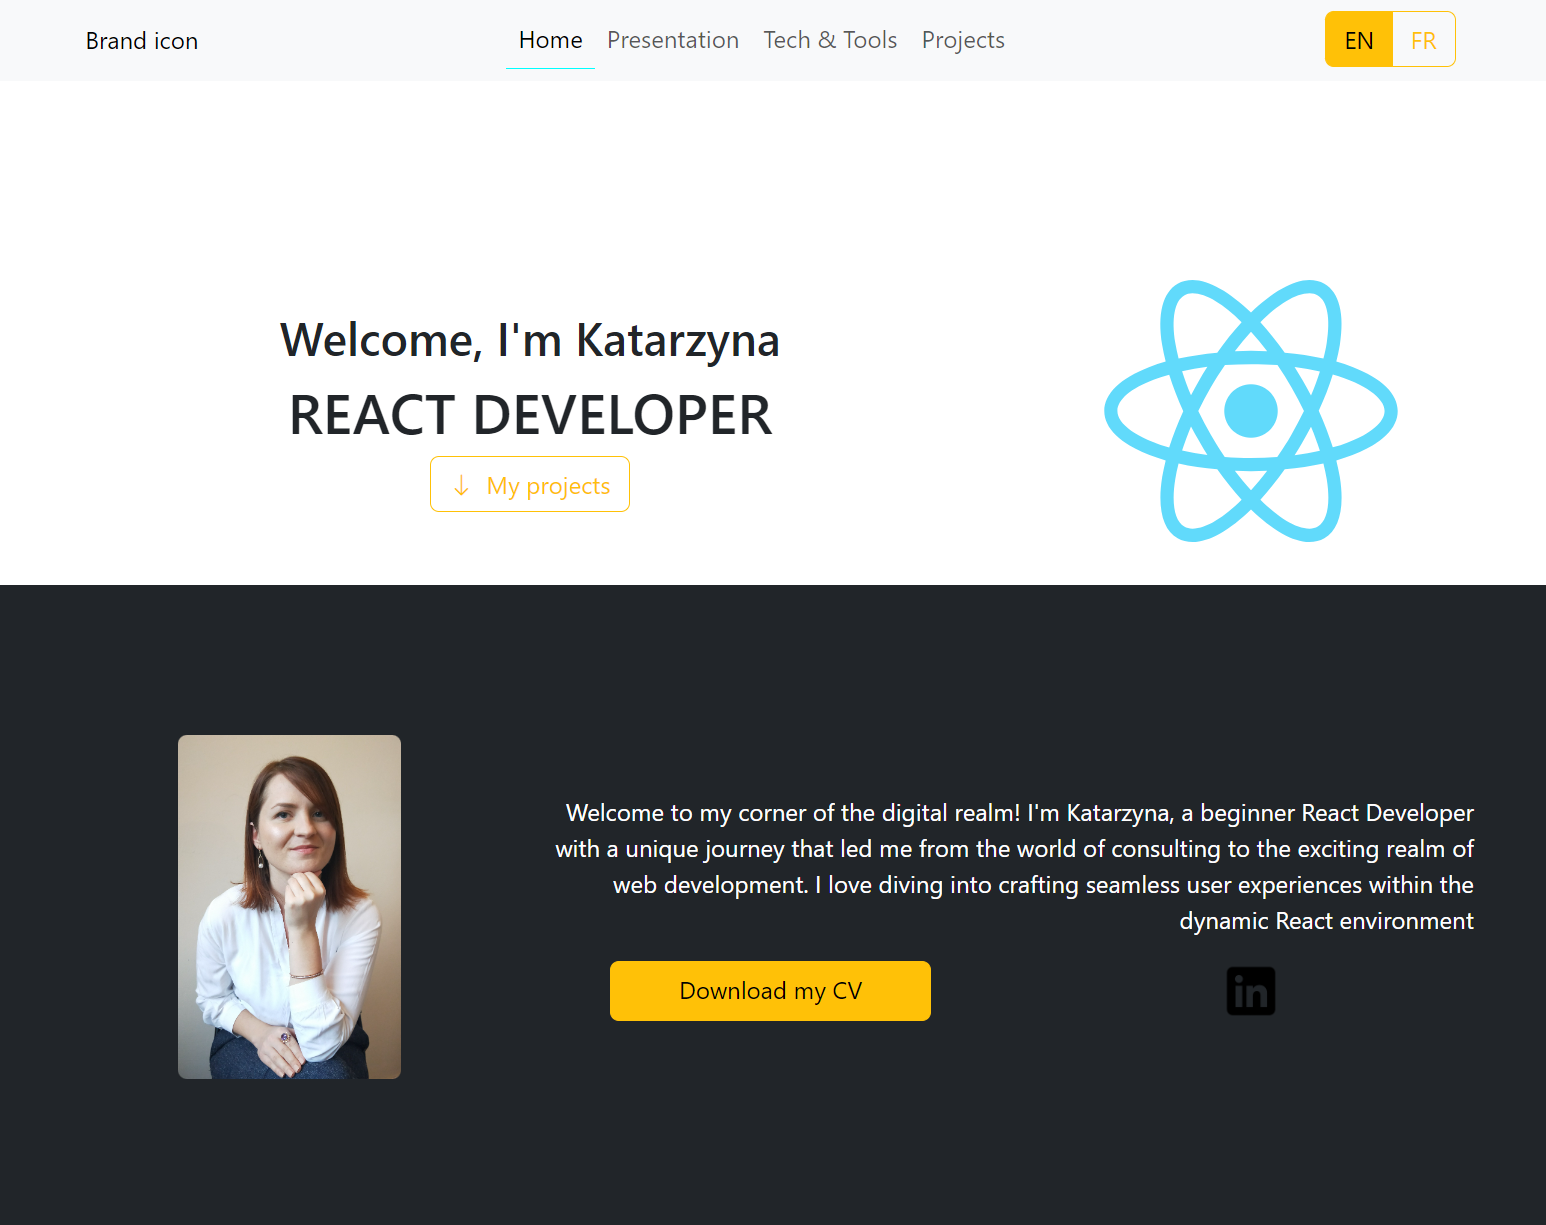 Brand icon
Home Presentation Tech & Tools Projects
EN FR
Welcome, I'm Katarzyna
REACT DEVELOPER
↓ My projects
Welcome to my corner of the digital realm! I'm Katarzyna, a beginner React Developer
with a unique journey that led me from the world of consulting to the exciting realm of
web development. I love diving into crafting seamless user experiences within the
dynamic React environment
Download my CV
in